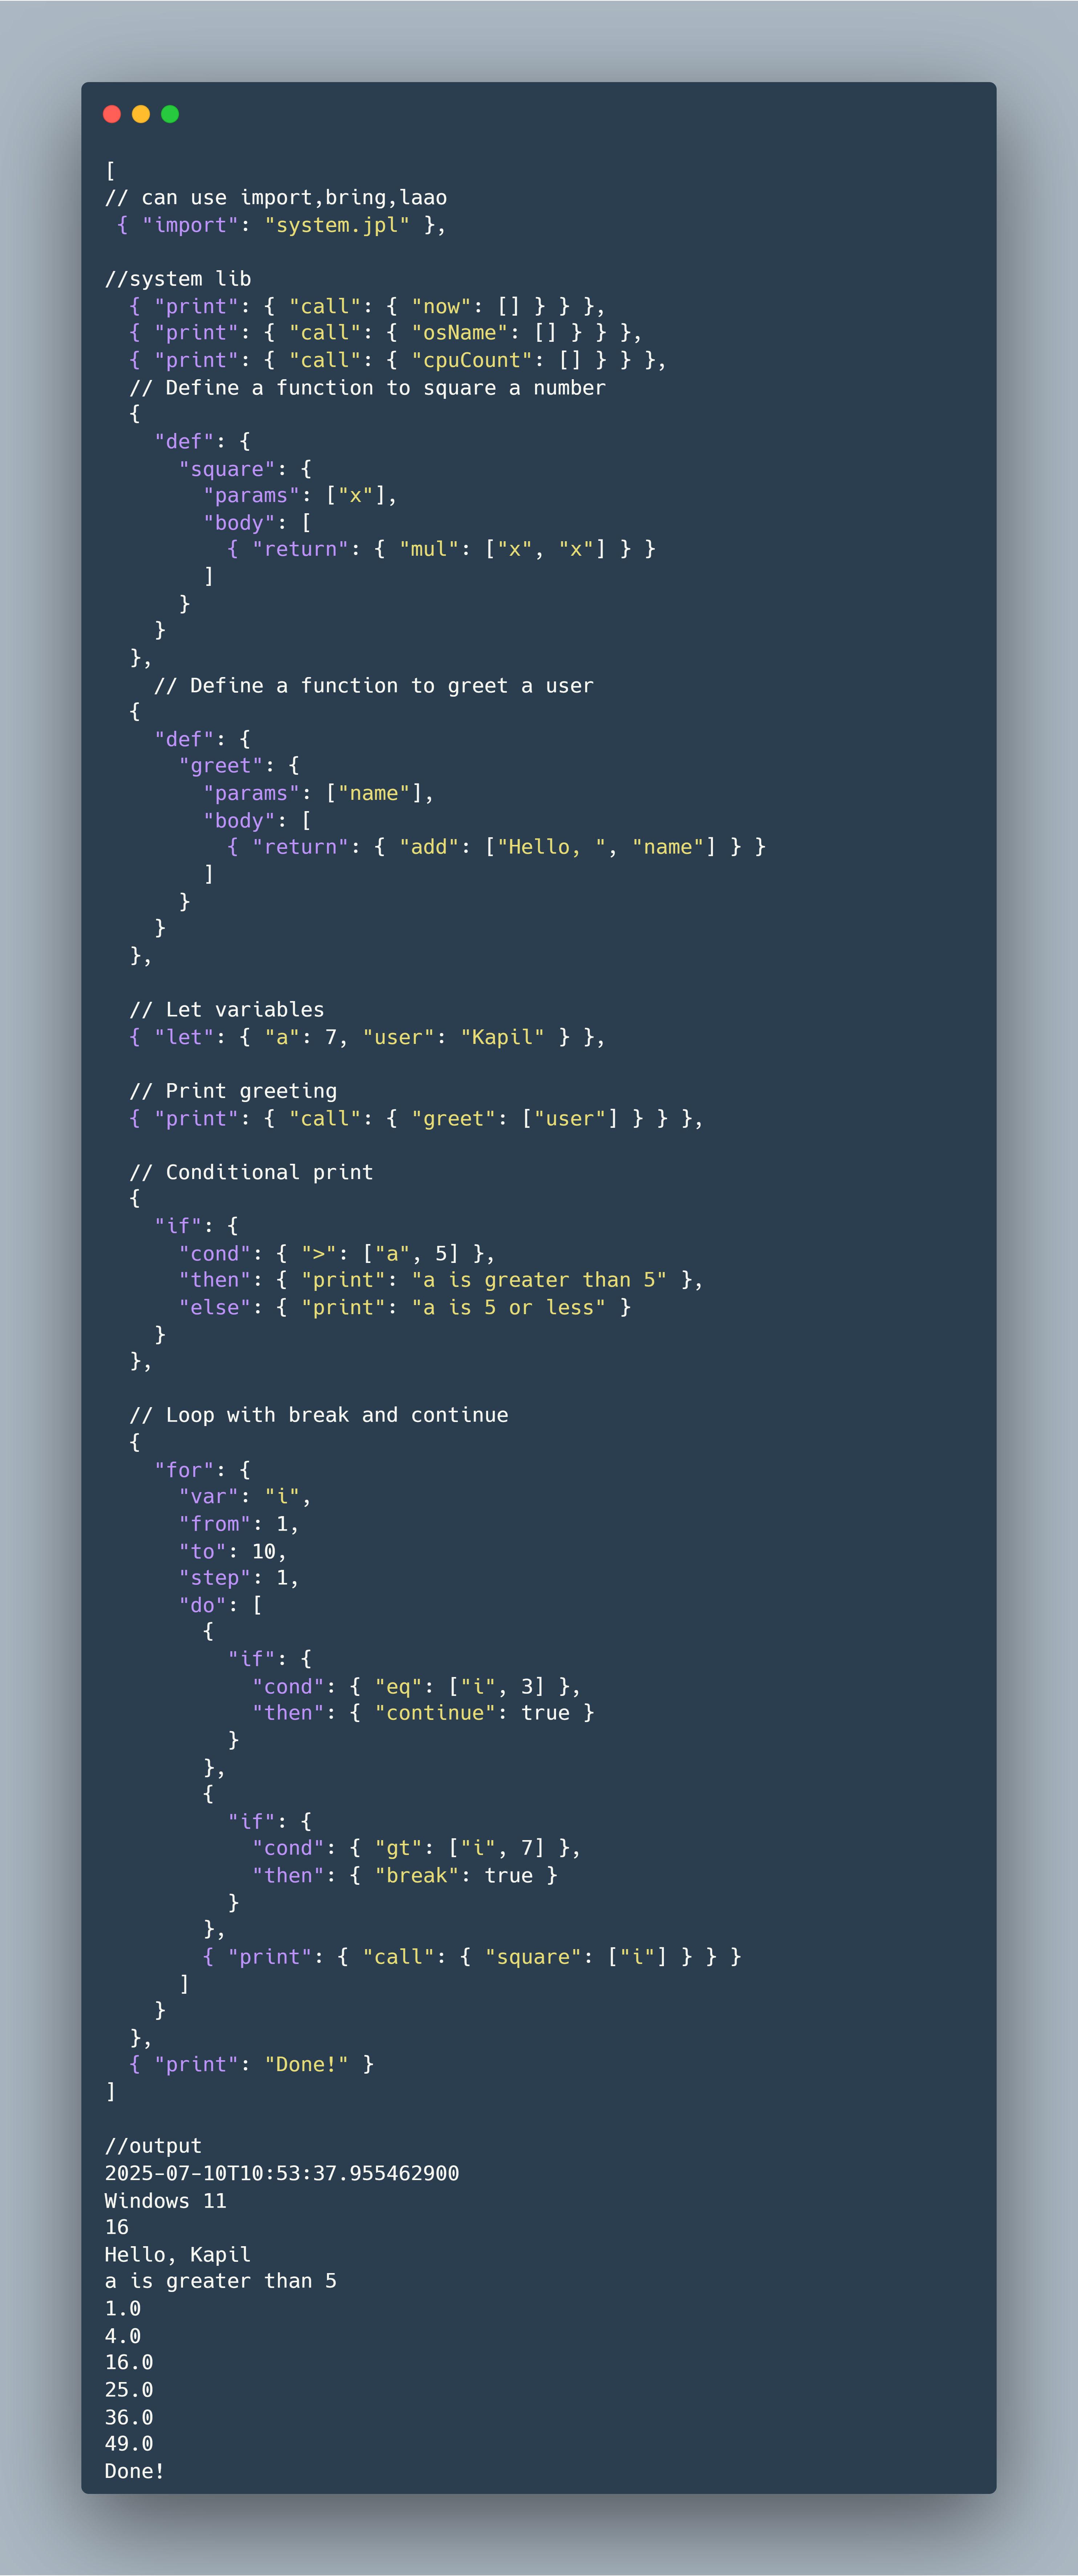 [
// can use import,bring,laao
 { "import": "system.jpl" },

//system lib
  { "print": { "call": { "now": [] } } },
  { "print": { "call": { "osName": [] } } },
  { "print": { "call": { "cpuCount": [] } } },
  // Define a function to square a number
  {
    "def": {
      "square": {
        "params": ["x"],
        "body": [
          { "return": { "mul": ["x", "x"] } }
        ]
      }
    }
  },
    // Define a function to greet a user
  {
    "def": {
      "greet": {
        "params": ["name"],
        "body": [
          { "return": { "add": ["Hello, ", "name"] } }
        ]
      }
    }
  },

  // Let variables
  { "let": { "a": 7, "user": "Kapil" } },

  // Print greeting
  { "print": { "call": { "greet": ["user"] } } },

  // Conditional print
  {
    "if": {
      "cond": { ">": ["a", 5] },
      "then": { "print": "a is greater than 5" },
      "else": { "print": "a is 5 or less" }
    }
  },

  // Loop with break and continue
  {
    "for": {
      "var": "i",
      "from": 1,
      "to": 10,
      "step": 1,
      "do": [
        {
          "if": {
            "cond": { "eq": ["i", 3] },
            "then": { "continue": true }
          }
        },
        {
          "if": {
            "cond": { "gt": ["i", 7] },
            "then": { "break": true }
          }
        },
        { "print": { "call": { "square": ["i"] } } }
      ]
    }
  },
  { "print": "Done!" }
]

//output
2025-07-10T10:53:37.955462900
Windows 11
16
Hello, Kapil
a is greater than 5
1.0
4.0
16.0
25.0
36.0
49.0
Done!